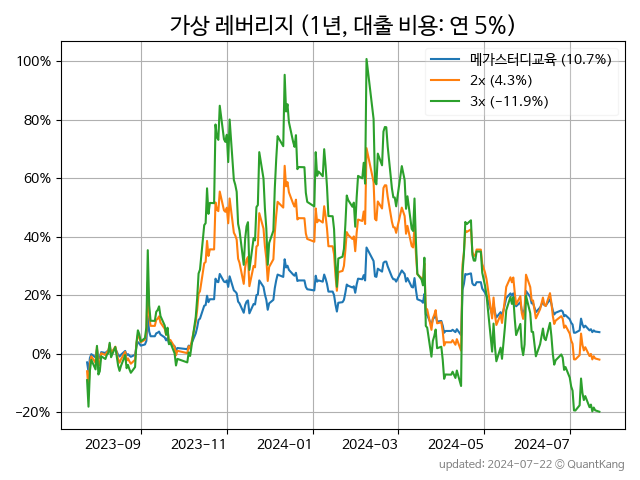 가상 레버리지 (1년, 대출 비용: 연 5%)
메가스터디교육 (10.7%)
2x (4.3%)
3x (−11.9%)
100%
80%
60%
40%
20%
0%
−20%
2023−09
2023−11
2024−01
2024−03
2024−05
2024−07
updated: 2024-07-22 © QuantKang